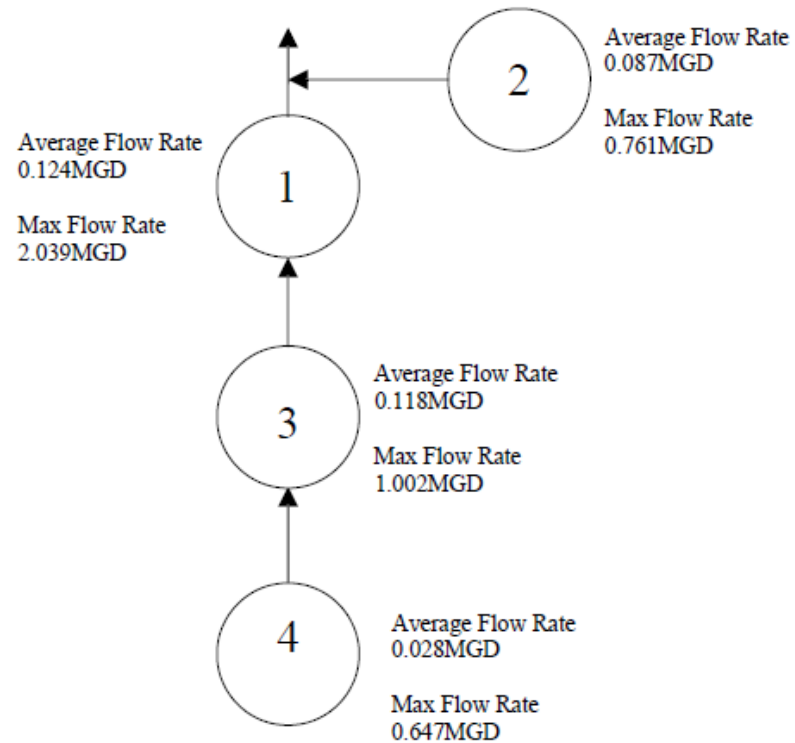 Average Flow Rate
0.087MGD
Max Flow Rate
0.761MGD
2
Average Flow Rate
0.124MGD
Max Flow Rate
2.039MGD
1
Average Flow Rate
0.118MGD
Max Flow Rate
1.002MGD
3
Average Flow Rate
0.028MGD
Max Flow Rate
0.647MGD
4